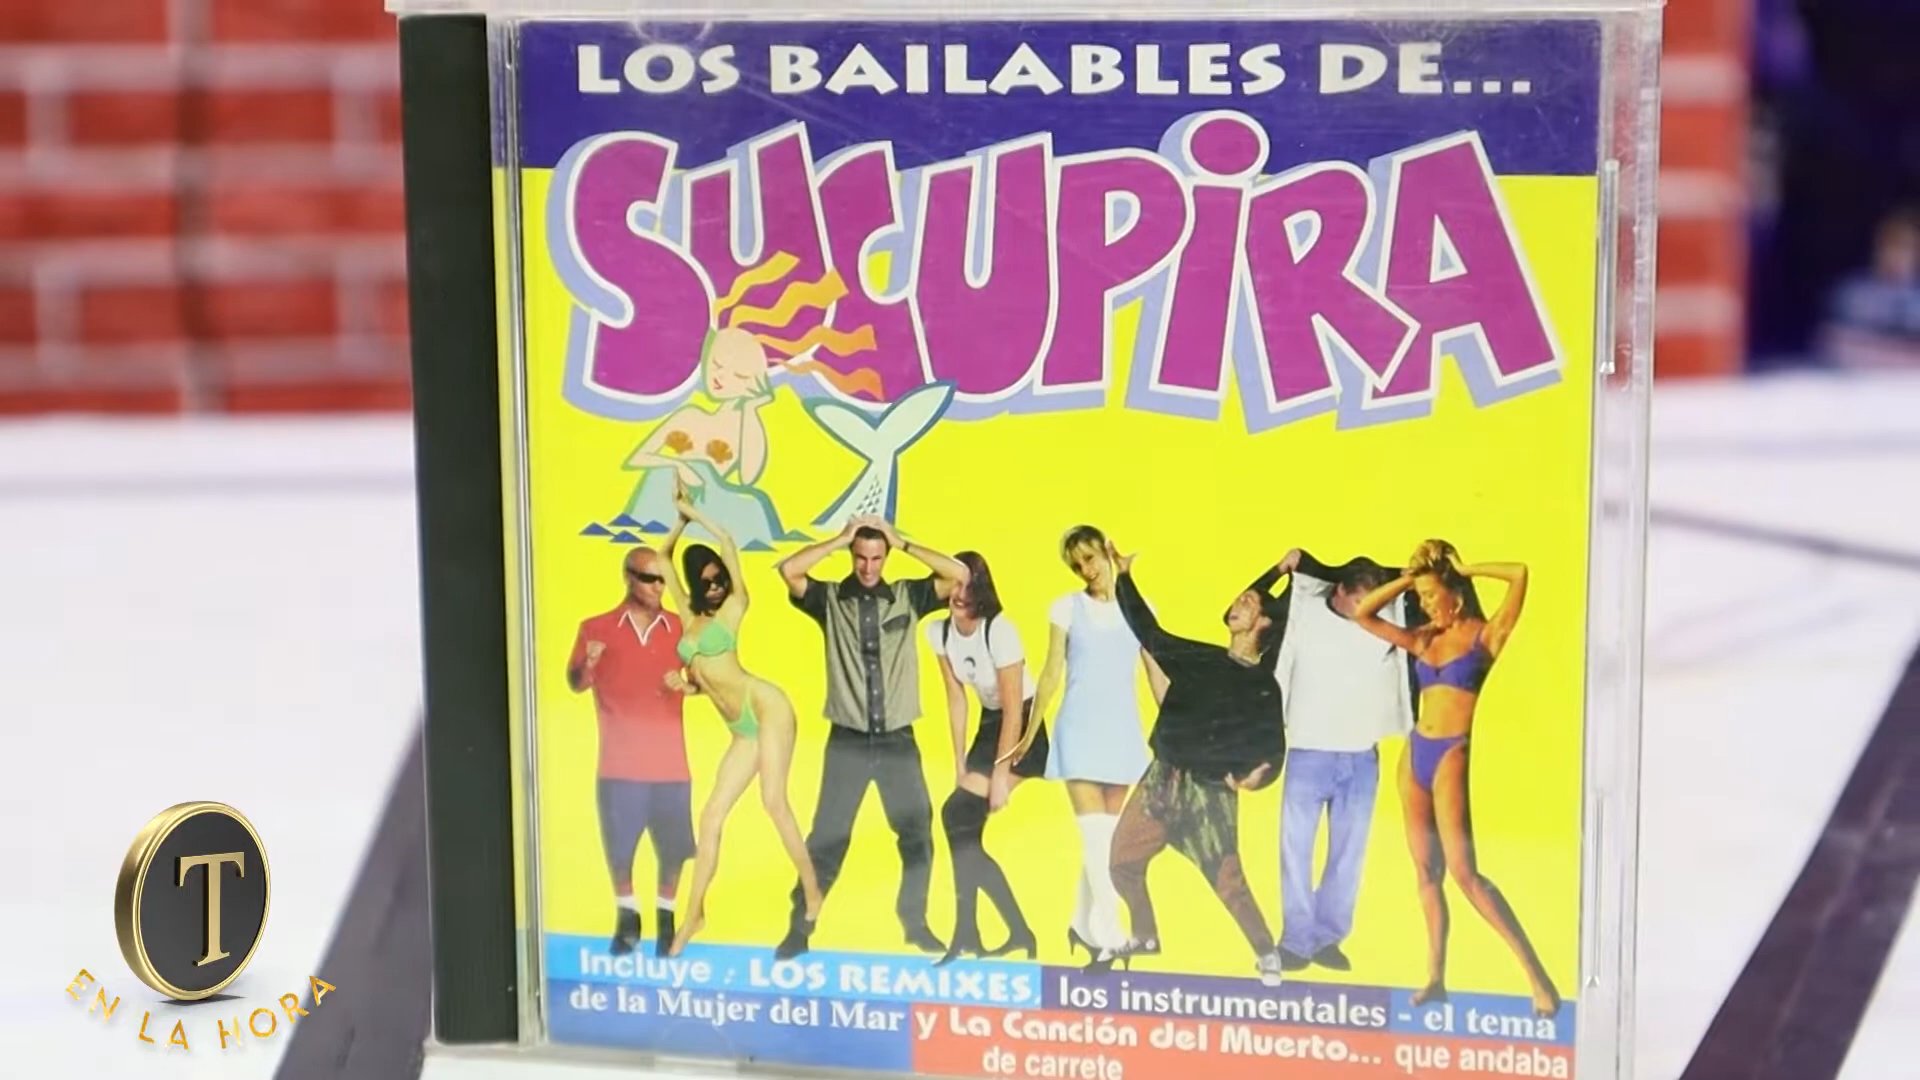 LOS BAILABLES DE...
SUCUPIRA
Incluye : LOS REMIXES, los instrumentales - el tema
de la Mujer del Mar y La Canción del Muerto... que andaba
de carrete
T
EN LA HORA